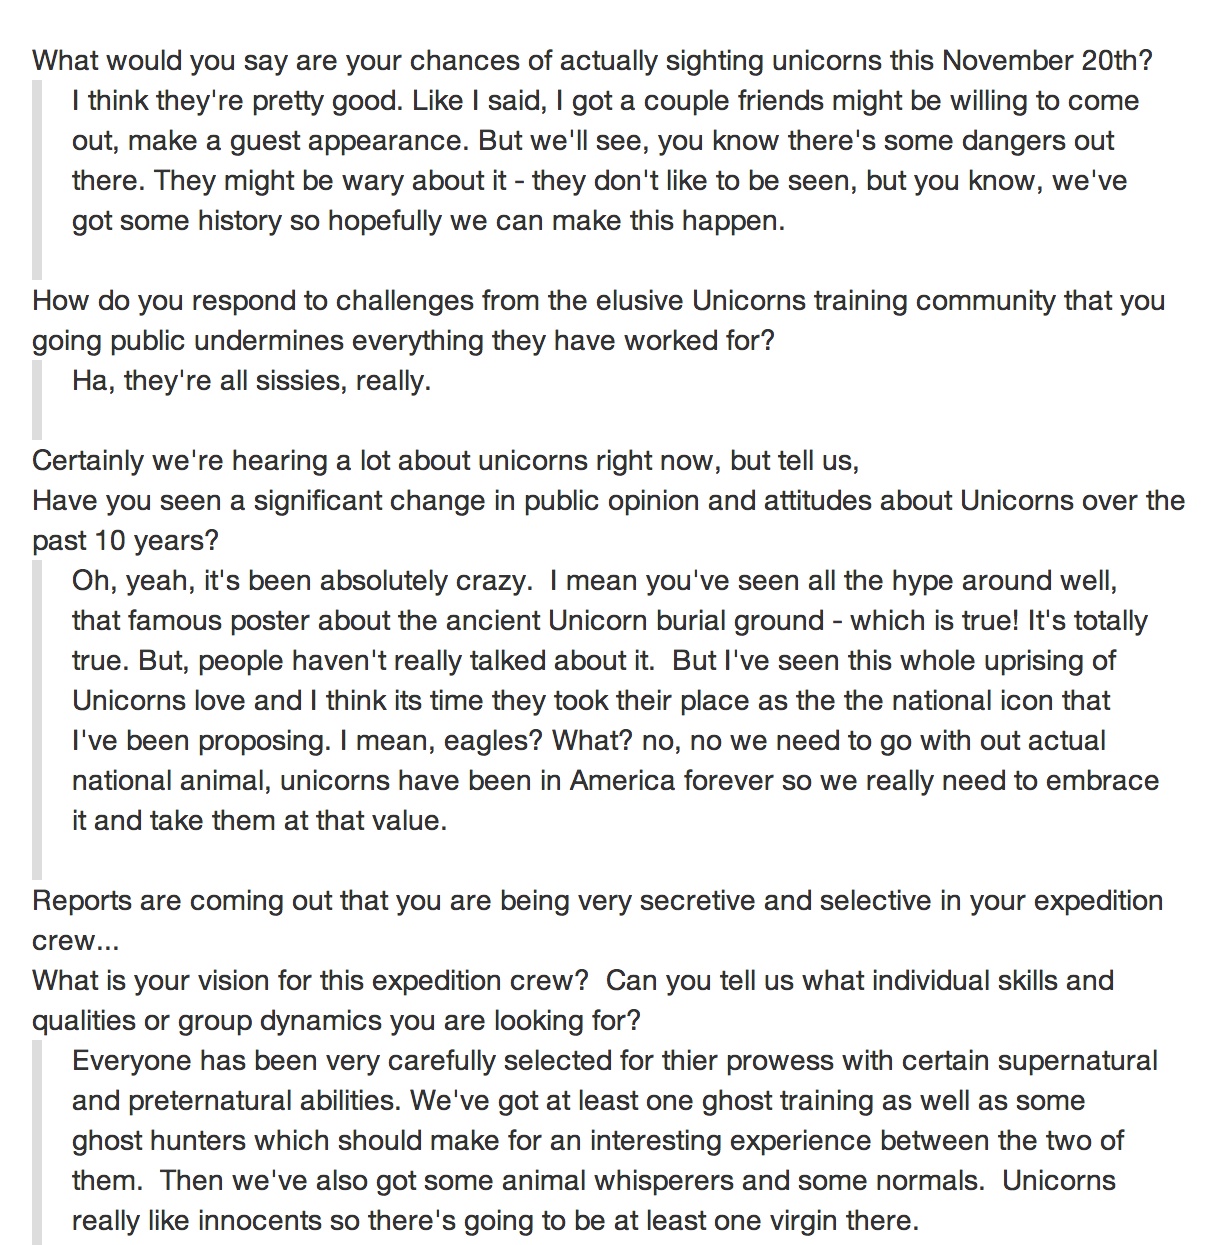 What would you say are your chances of actually sighting unicorns this November 20th?
I think they're pretty good. Like I said, I got a couple friends might be willing to come
out, make a guest appearance. But we'll see, you know there's some dangers out
there. They might be wary about it - they don't like to be seen, but you know, we've
got some history so hopefully we can make this happen.
How do you respond to challenges from the elusive Unicorns training community that you
going public undermines everything they have worked for?
Ha, they're all sissies, really.
Certainly we're hearing a lot about unicorns right now, but tell us,
Have you seen a significant change in public opinion and attitudes about Unicorns over the
past 10 years?
Oh, yeah, it's been absolutely crazy.  I mean you've seen all the hype around well,
that famous poster about the ancient Unicorn burial ground - which is true! It's totally
true. But, people haven't really talked about it.  But I've seen this whole uprising of
Unicorns love and I think its time they took their place as the the national icon that
I've been proposing. I mean, eagles? What? no, no we need to go with out actual
national animal, unicorns have been in America forever so we really need to embrace
it and take them at that value.
Reports are coming out that you are being very secretive and selective in your expedition
crew...
What is your vision for this expedition crew?  Can you tell us what individual skills and
qualities or group dynamics you are looking for?
Everyone has been very carefully selected for thier prowess with certain supernatural
and preternatural abilities. We've got at least one ghost training as well as some
ghost hunters which should make for an interesting experience between the two of
them.  Then we've also got some animal whisperers and some normals.  Unicorns
really like innocents so there's going to be at least one virgin there.